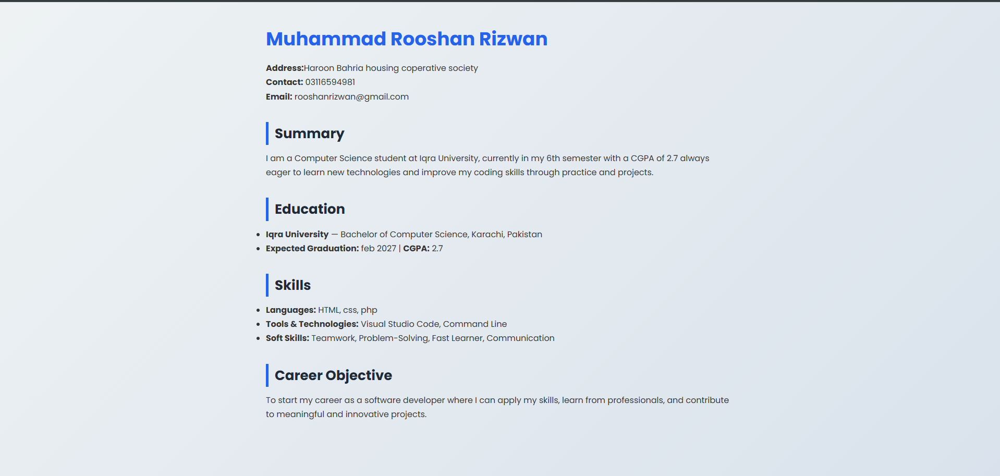 Muhammad Rooshan Rizwan
Address:Haroon Bahria housing coperative society
Contact: 03116594981
Email: rooshanrizwan@gmail.com
Summary
I am a Computer Science student at Iqra University, currently in my 6th semester with a CGPA of 2.7 always
eager to learn new technologies and improve my coding skills through practice and projects.
Education
• Iqra University — Bachelor of Computer Science, Karachi, Pakistan
• Expected Graduation: feb 2027 | CGPA: 2.7
Skills
• Languages: HTML, css, php
• Tools & Technologies: Visual Studio Code, Command Line
• Soft Skills: Teamwork, Problem-Solving, Fast Learner, Communication
Career Objective
To start my career as a software developer where I can apply my skills, learn from professionals, and contribute
to meaningful and innovative projects.